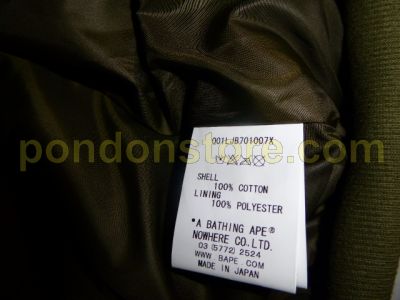 001LJB701007X
pondonstore.com
SHELL
100% COTTON
LINING
100% POLYESTER
*A BATHING APE®
NOWHERE CO.,LTD.
03 (5772) 2524
WWW.BAPE.COM
MADE IN JAPAN